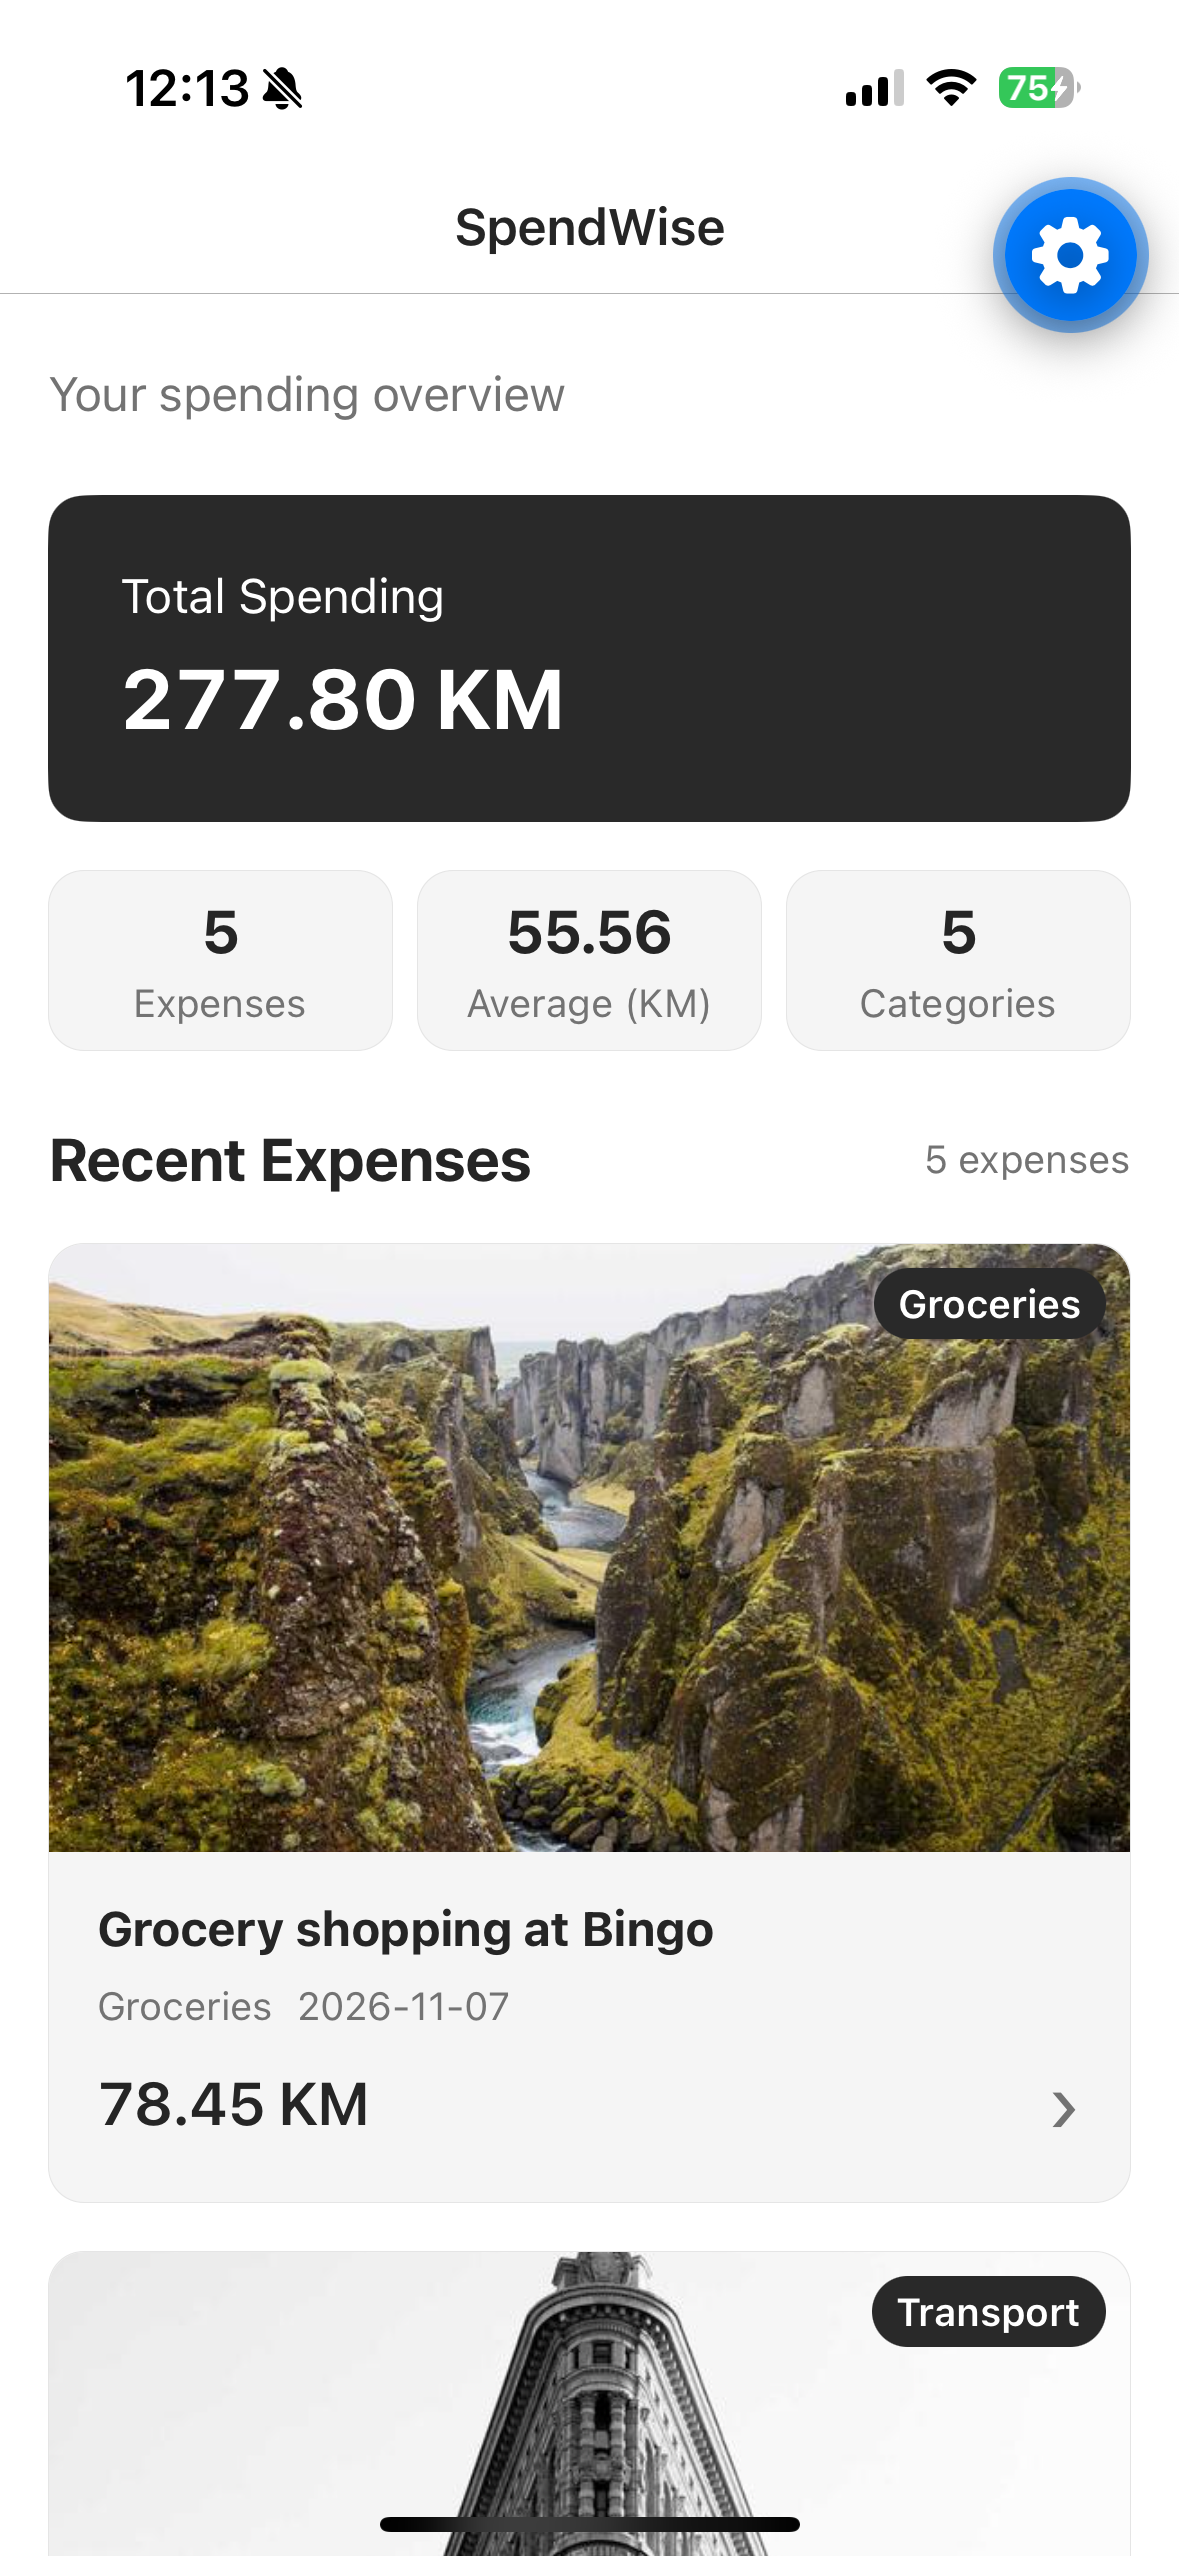 12:13
75
SpendWise
Your spending overview
Total Spending
277.80 KM
5
Expenses
55.56
Average (KM)
5
Categories
Recent Expenses
5 expenses
Groceries
Grocery shopping at Bingo
Groceries 2026-11-07
78.45 KM
Transport